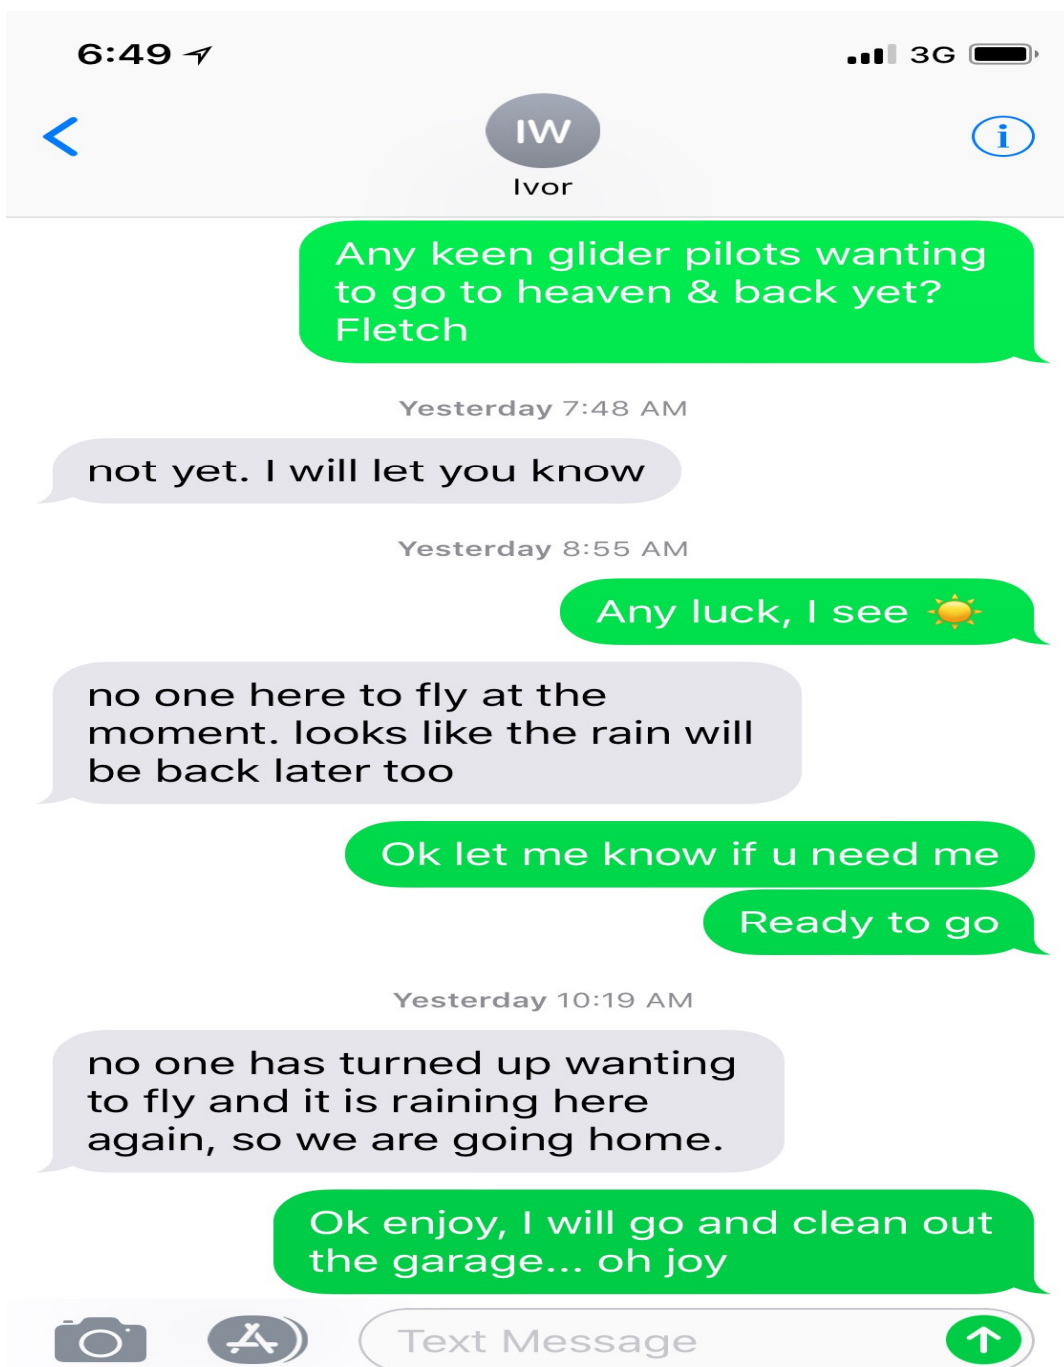 6:49
3G
IW
Ivor
i
Any keen glider pilots wanting
to go to heaven & back yet?
Fletch
Yesterday 7:48 AM
not yet. I will let you know
Yesterday 8:55 AM
Any luck, I see ☀️
no one here to fly at the
moment. looks like the rain will
be back later too
Ok let me know if u need me
Ready to go
Yesterday 10:19 AM
no one has turned up wanting
to fly and it is raining here
again, so we are going home.
Ok enjoy, I will go and clean out
the garage... oh joy
Text Message